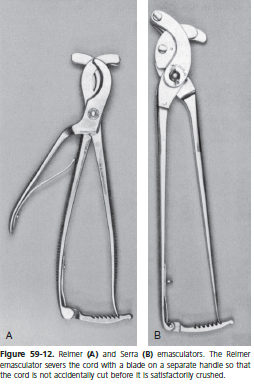 A
B
Figure 59-12. Reimer (A) and Serra (B) emasculators. The Reimer
emasculator severs the cord with a blade on a separate handle so that
the cord is not accidentally cut before it is satisfactorily crushed.